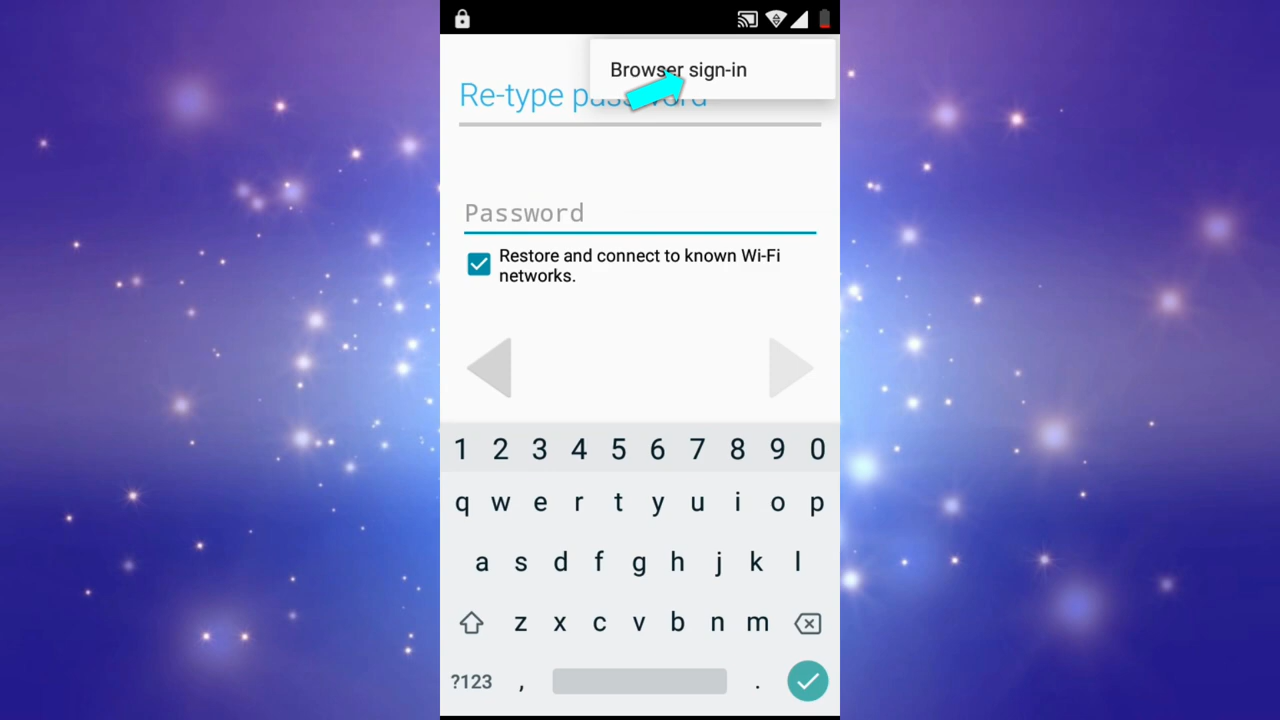 Browser sign-in
Re-type password
Password
Restore and connect to known Wi-Fi
networks.
1 2 3 4 5 6 7 8 9 0
q w e r t y u i o p
a s d f g h j k l
z x c v b n m
?123 , .